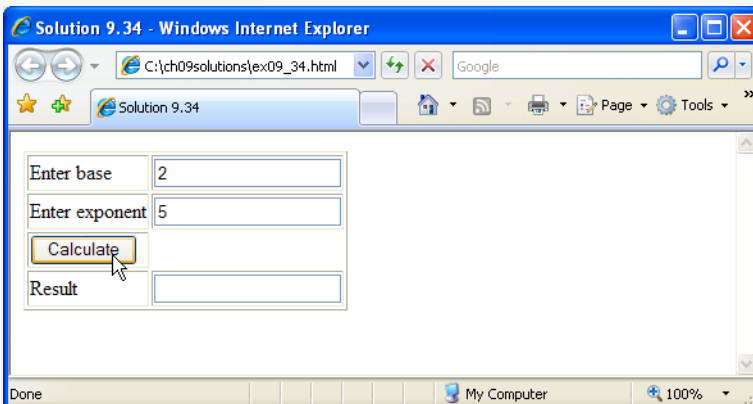 Solution 9.34 - Windows Internet Explorer
C:\ch09solutions\ex09_34.html
Google
Solution 9.34
Page
Tools
»
Enter base 2
Enter exponent 5
Calculate
Result
Done
My Computer
100%